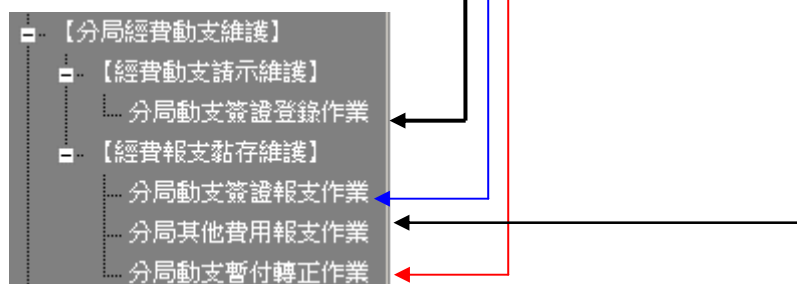 【分局經費動支維護】
【經費動支請示維護】
分局動支簽證登錄作業
【經費報支黏存維護】
分局動支簽證報支作業
分局其他費用報支作業
分局動支暫付轉正作業